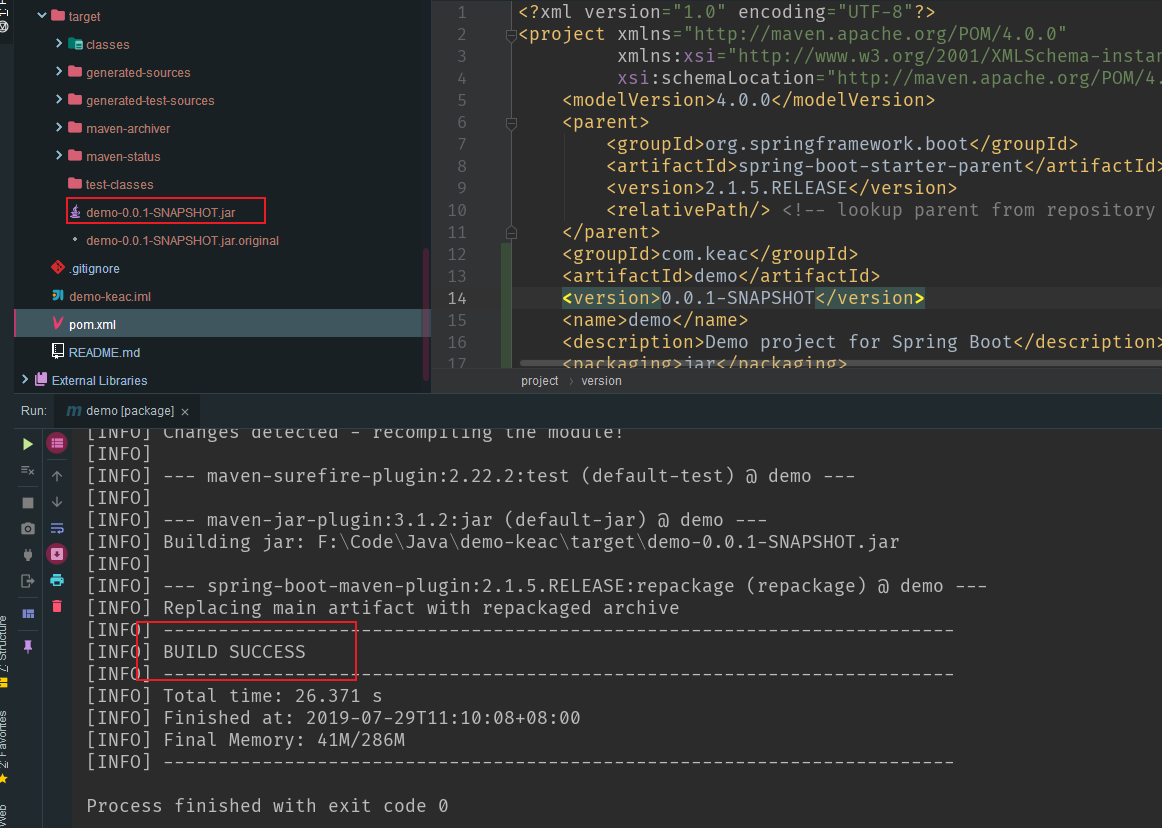 target
classes
generated-sources
generated-test-sources
maven-archiver
maven-status
test-classes
demo-0.0.1-SNAPSHOT.jar
demo-0.0.1-SNAPSHOT.jar.original
.gitignore
demo-keac.iml
pom.xml
README.md
External Libraries
1 <?xml version="1.0" encoding="UTF-8"?>
2 <project xmlns="http://maven.apache.org/POM/4.0.0"
3 xmlns:xsi="http://www.w3.org/2001/XMLSchema-instan
4 xsi:schemaLocation="http://maven.apache.org/POM/4.
5 <modelVersion>4.0.0</modelVersion>
6 <parent>
7 <groupId>org.springframework.boot</groupId>
8 <artifactId>spring-boot-starter-parent</artifactId>
9 <version>2.1.5.RELEASE</version>
10 <relativePath/> <!-- lookup parent from repository
11 </parent>
12 <groupId>com.keac</groupId>
13 <artifactId>demo</artifactId>
14 <version>0.0.1-SNAPSHOT</version>
15 <name>demo</name>
16 <description>Demo project for Spring Boot</description>
17 <packaging>jar</packaging>
project › version
Run: demo [package] ×
[INFO] Changes detected - recompiling the module!
[INFO]
[INFO] --- maven-surefire-plugin:2.22.2:test (default-test) @ demo ---
[INFO]
[INFO] --- maven-jar-plugin:3.1.2:jar (default-jar) @ demo ---
[INFO] Building jar: F:\Code\Java\demo-keac\target\demo-0.0.1-SNAPSHOT.jar
[INFO]
[INFO] --- spring-boot-maven-plugin:2.1.5.RELEASE:repackage (repackage) @ demo ---
[INFO] Replacing main artifact with repackaged archive
[INFO] ------------------------------------------------------------------------
[INFO] BUILD SUCCESS
[INFO] ------------------------------------------------------------------------
[INFO] Total time: 26.371 s
[INFO] Finished at: 2019-07-29T11:10:08+08:00
[INFO] Final Memory: 41M/286M
[INFO] ------------------------------------------------------------------------
Process finished with exit code 0
7: Structure
2: Favorites
Web